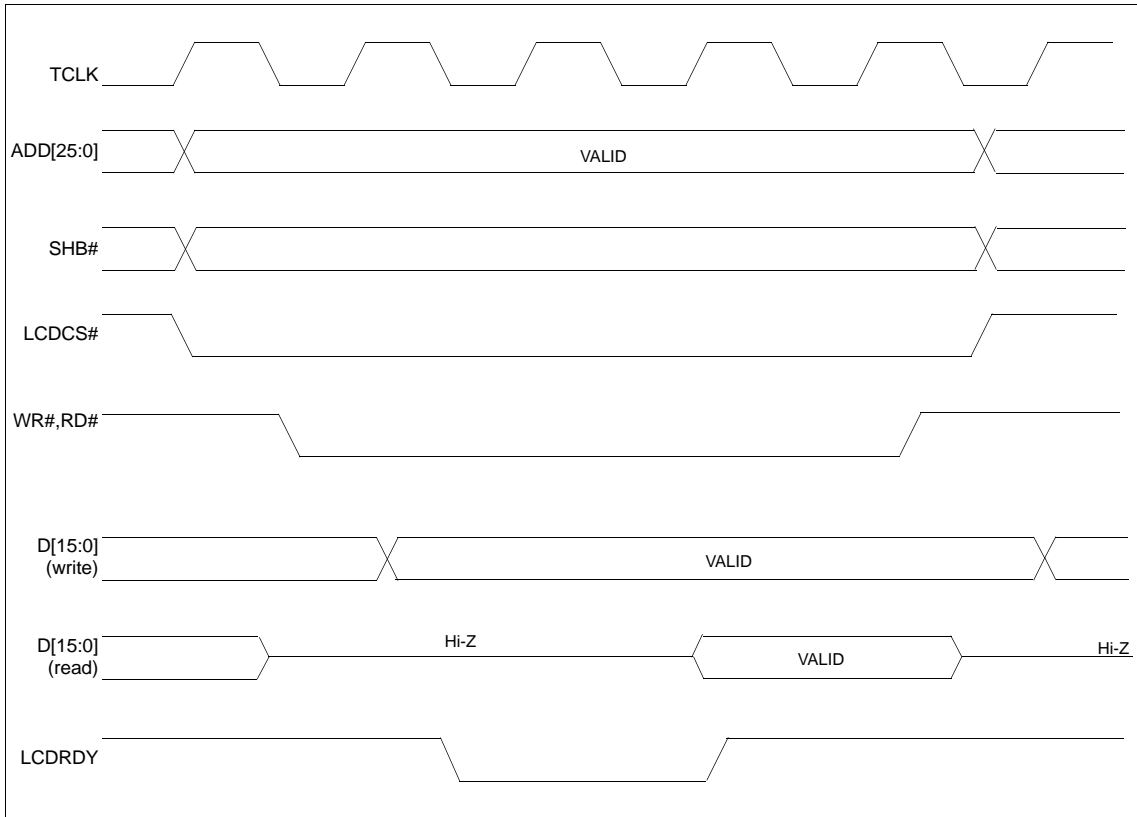 TCLK
ADD[25:0]
VALID
SHB#
LCDCS#
WR#,RD#
D[15:0]
(write)
VALID
D[15:0]
(read)
Hi-Z
VALID
Hi-Z
LCDRDY